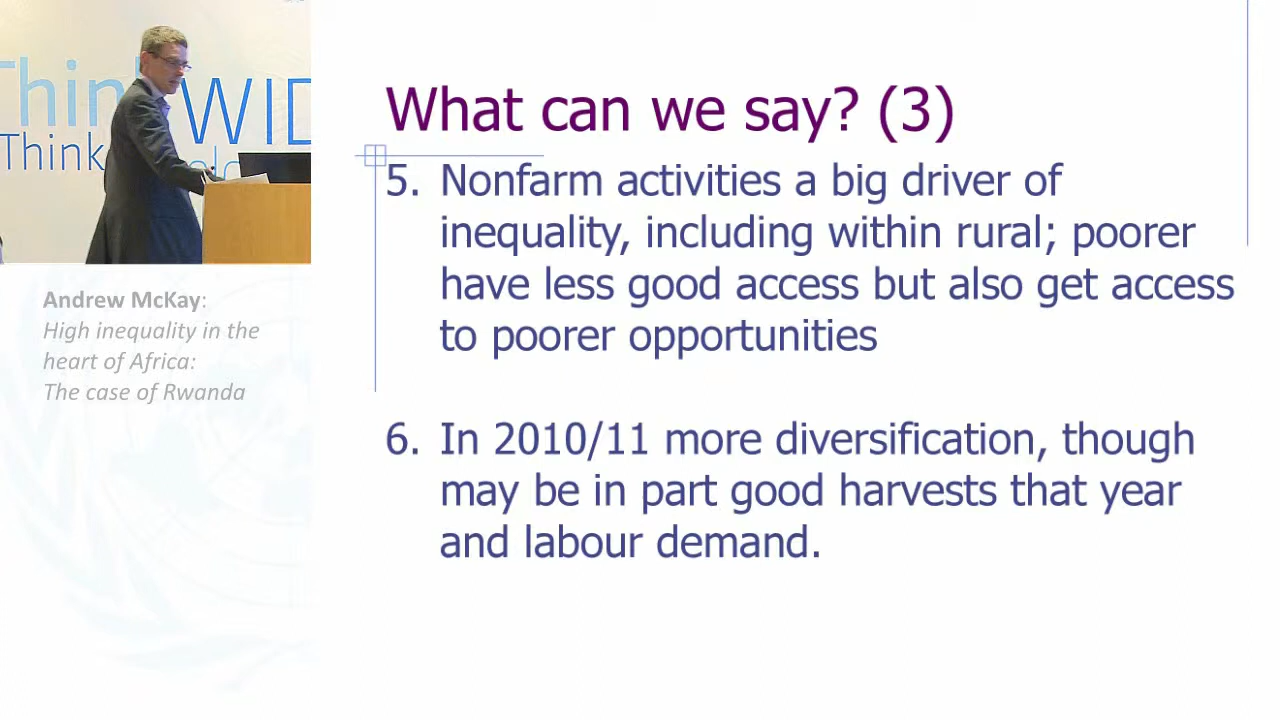 Think
WID
Think
What can we say? (3)
5. Nonfarm activities a big driver of
inequality, including within rural; poorer
have less good access but also get access
to poorer opportunities
6. In 2010/11 more diversification, though
may be in part good harvests that year
and labour demand.
Andrew McKay:
High inequality in the
heart of Africa:
The case of Rwanda